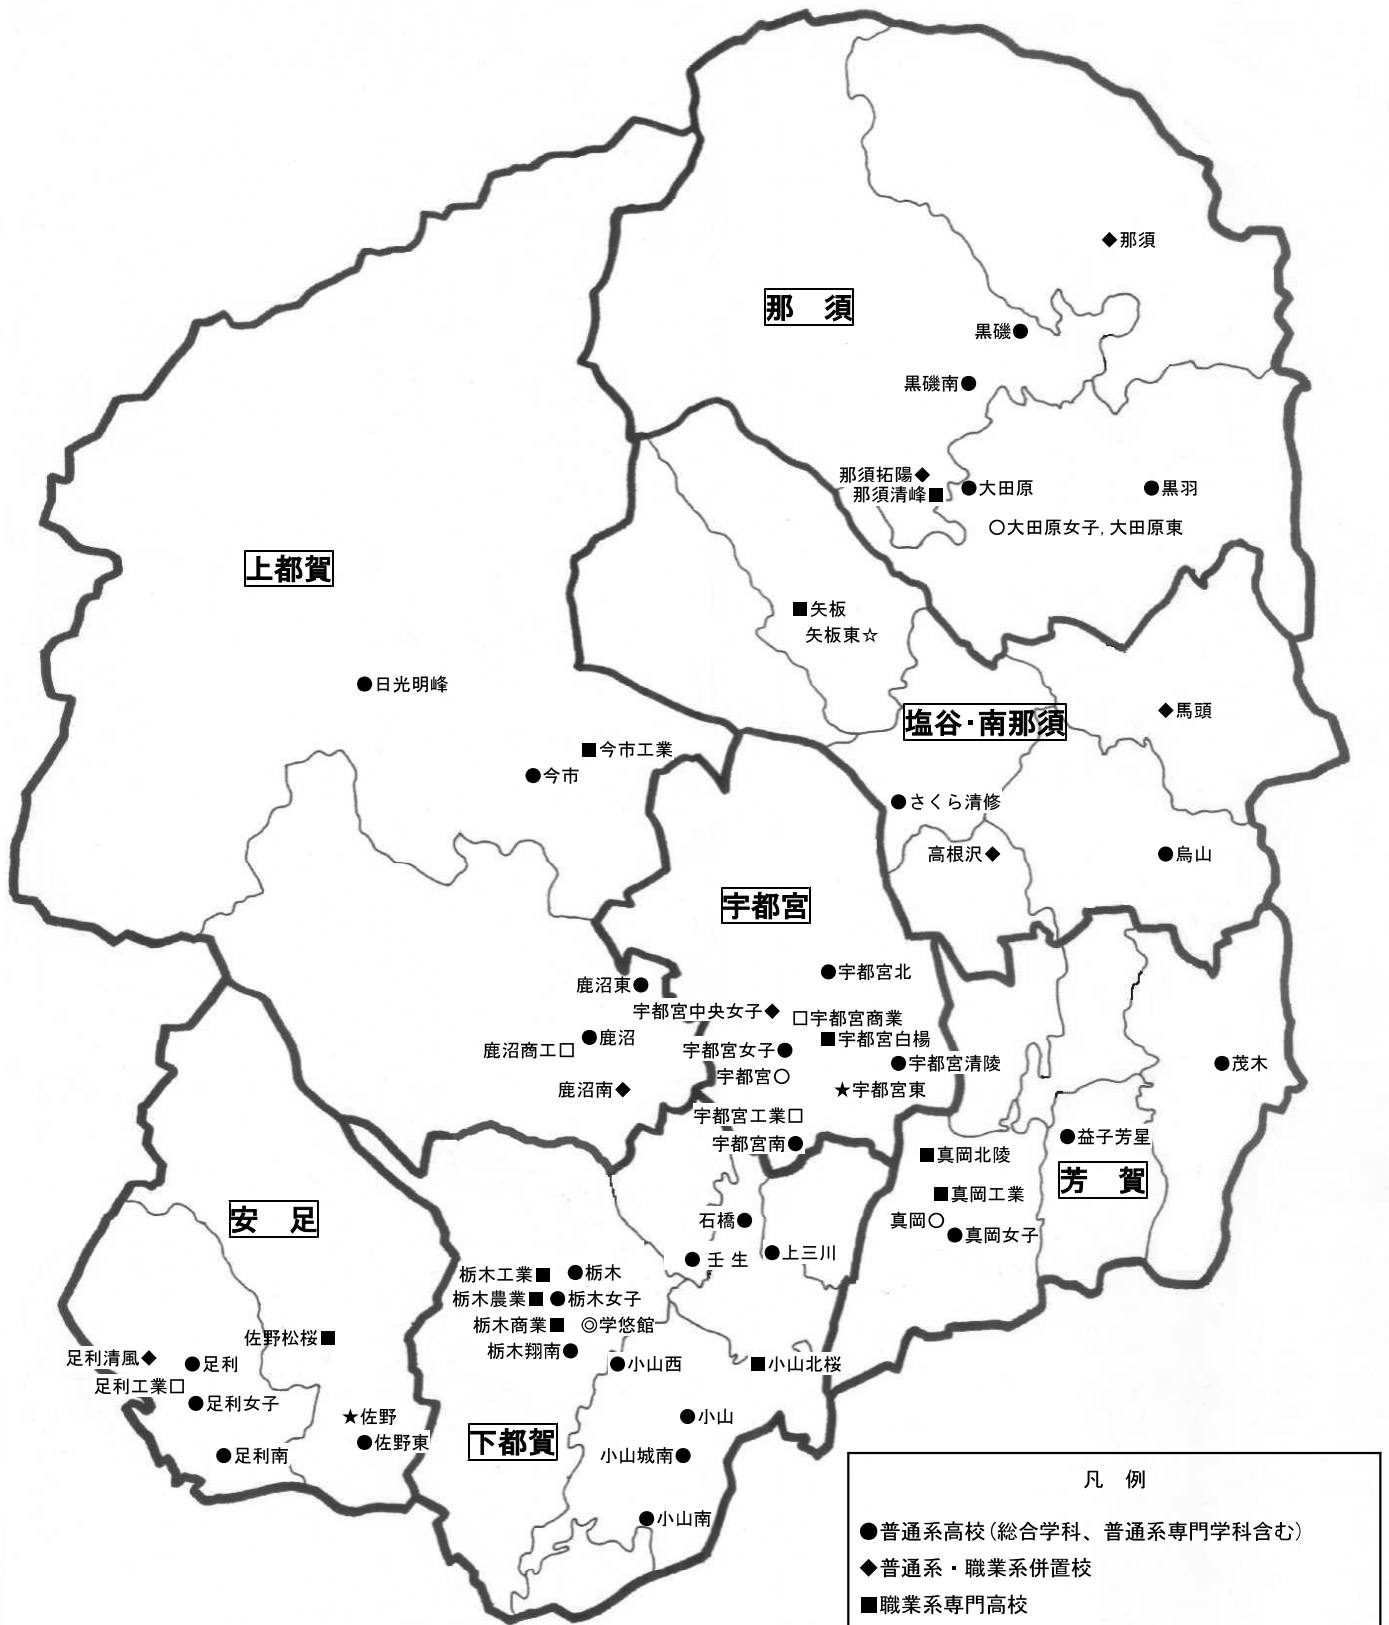 ◆那須
那　須
黒磯●
黒磯南●
那須拓陽◆
那須清峰■
●大田原
●黒羽
○大田原女子, 大田原東
上都賀
■矢板
矢板東☆
●日光明峰
塩谷・南那須
◆馬頭
■今市工業
●今市
●さくら清修
高根沢◆
●烏山
宇都宮
●宇都宮北
鹿沼東●
宇都宮中央女子◆
□宇都宮商業
●鹿沼
■宇都宮白楊
鹿沼商工□
宇都宮女子●
●宇都宮清陵
●茂木
宇都宮○
鹿沼南◆
★宇都宮東
宇都宮工業□
宇都宮南●
●益子芳星
■真岡北陵
芳　賀
■真岡工業
安　足
石橋●
真岡○
●真岡女子
●壬生
●上三川
栃木工業■
●栃木
栃木農業■
●栃木女子
栃木商業■
◎学悠館
佐野松桜■
栃木翔南●
足利清風◆
●足利
●小山西
■小山北桜
足利工業□
●足利女子
★佐野
●小山
●佐野東
下都賀
●足利南
小山城南●
●小山南
凡　例
●普通系高校（総合学科、普通系専門学科含む）
◆普通系・職業系併置校
■職業系専門高校